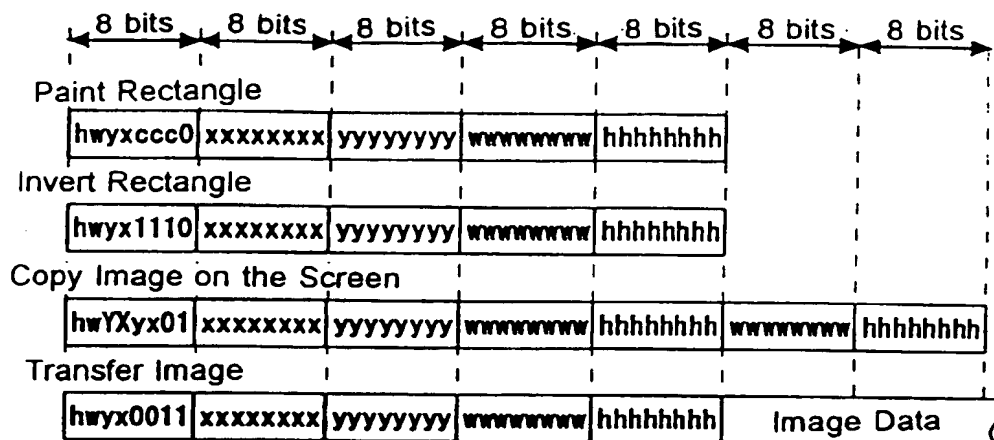 8 bits 8 bits 8 bits 8 bits 8 bits 8 bits 8 bits
Paint Rectangle
hwyxccc0 xxxxxxxx yyyyyyyy wwwwwwww hhhhhhhh
Invert Rectangle
hwyx1110 xxxxxxxx yyyyyyyy wwwwwwww hhhhhhhh
Copy Image on the Screen
hwYXyx01 xxxxxxxx yyyyyyyy wwwwwwww hhhhhhhh wwwwwwww hhhhhhhh
Transfer Image
hwyx0011 xxxxxxxx yyyyyyyy wwwwwwww hhhhhhhh Image Data